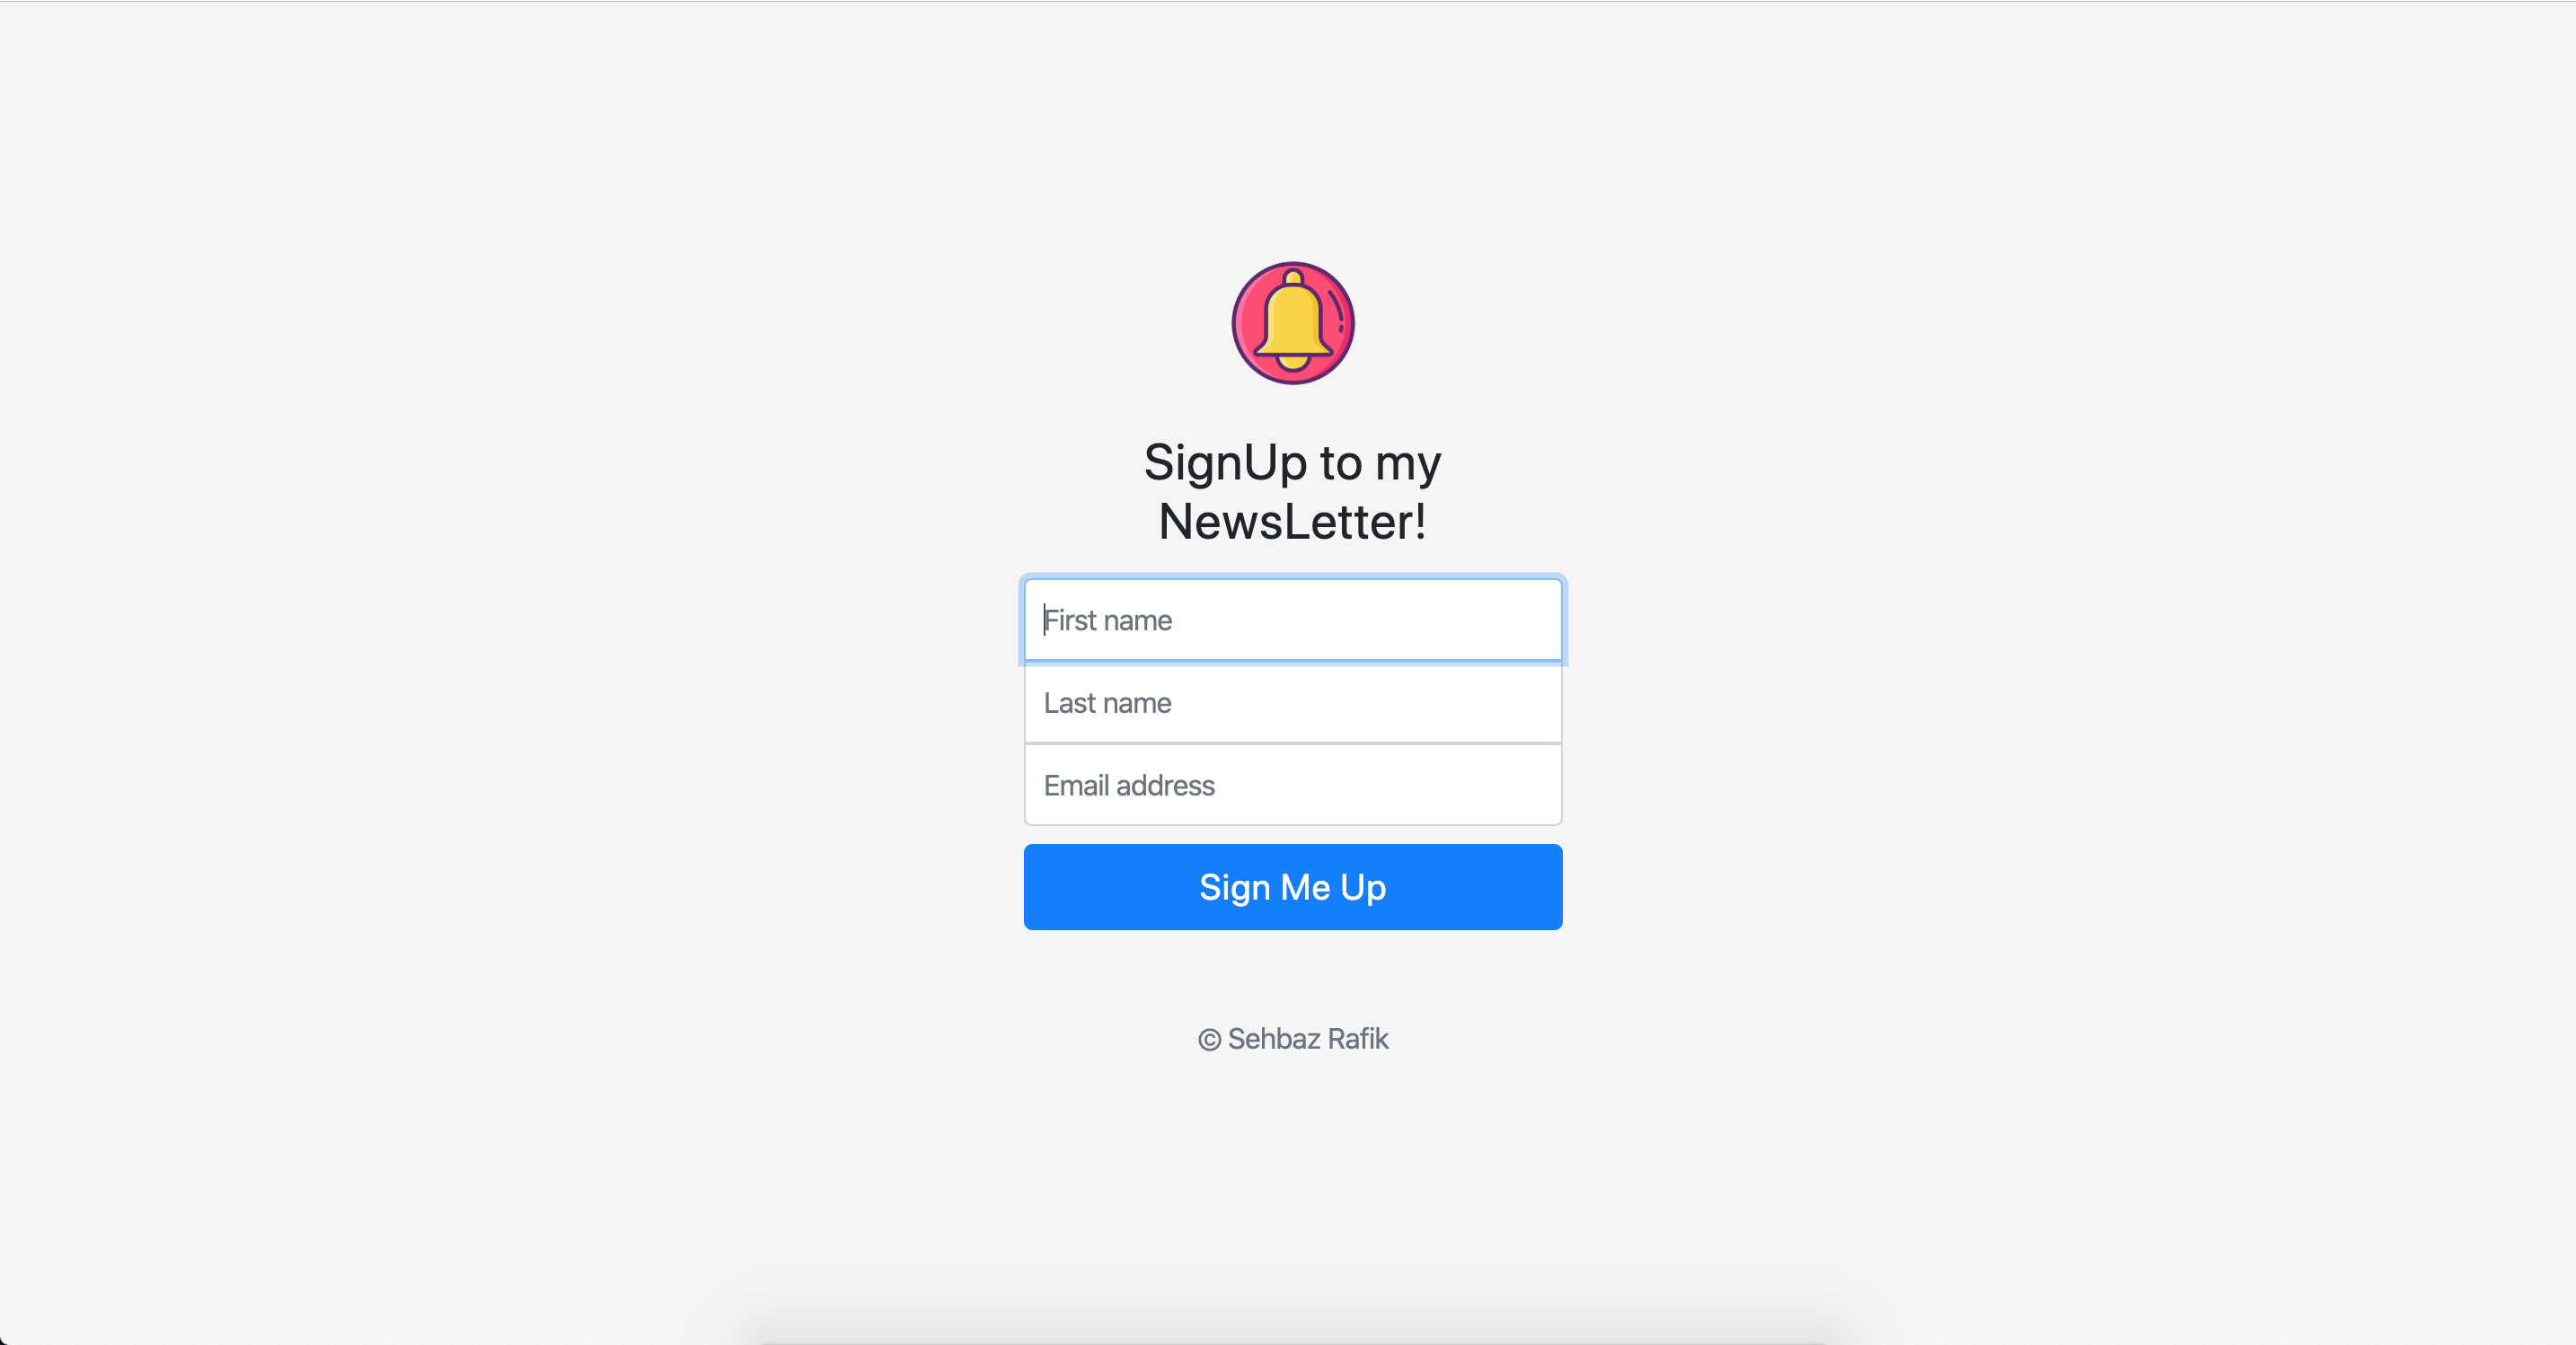 SignUp to my
NewsLetter!
First name
Last name
Email address
Sign Me Up
© Sehbaz Rafik